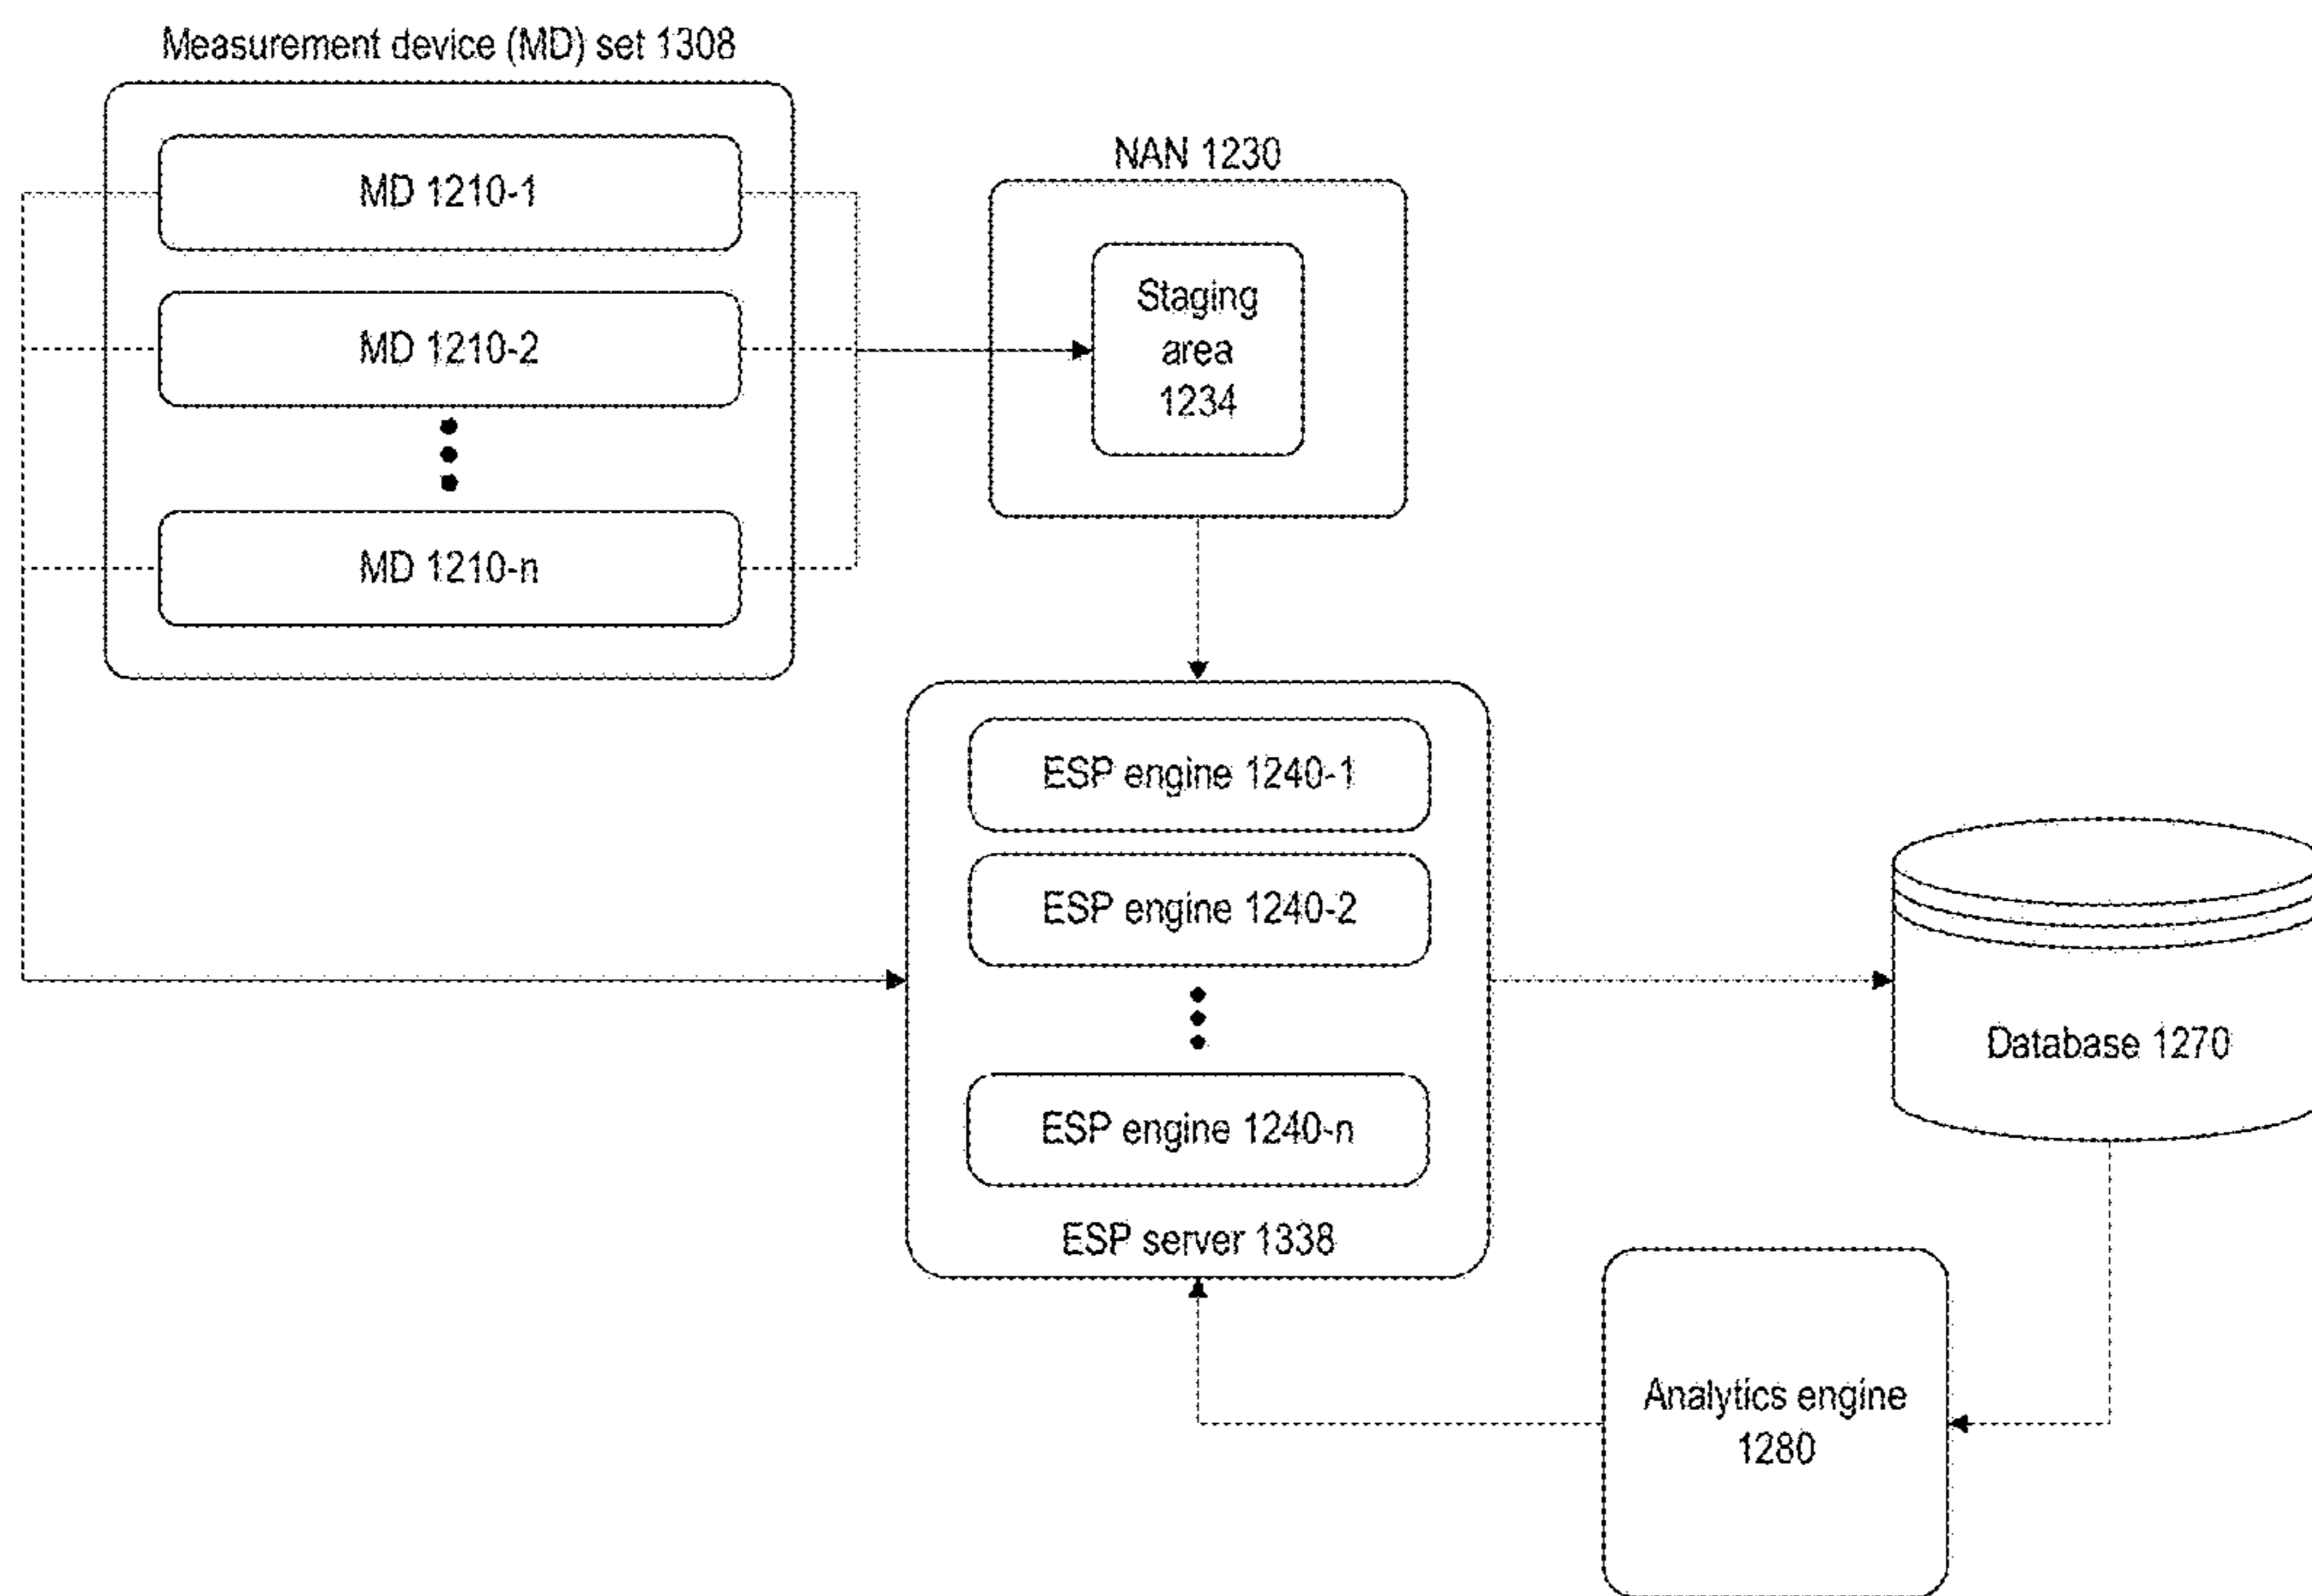 Measurement device (MD) set 1308
MD 1210-1
MD 1210-2
MD 1210-n
NAN 1230
Staging
area
1234
ESP engine 1240-1
ESP engine 1240-2
ESP engine 1240-n
ESP server 1338
Database 1270
Analytics engine
1280